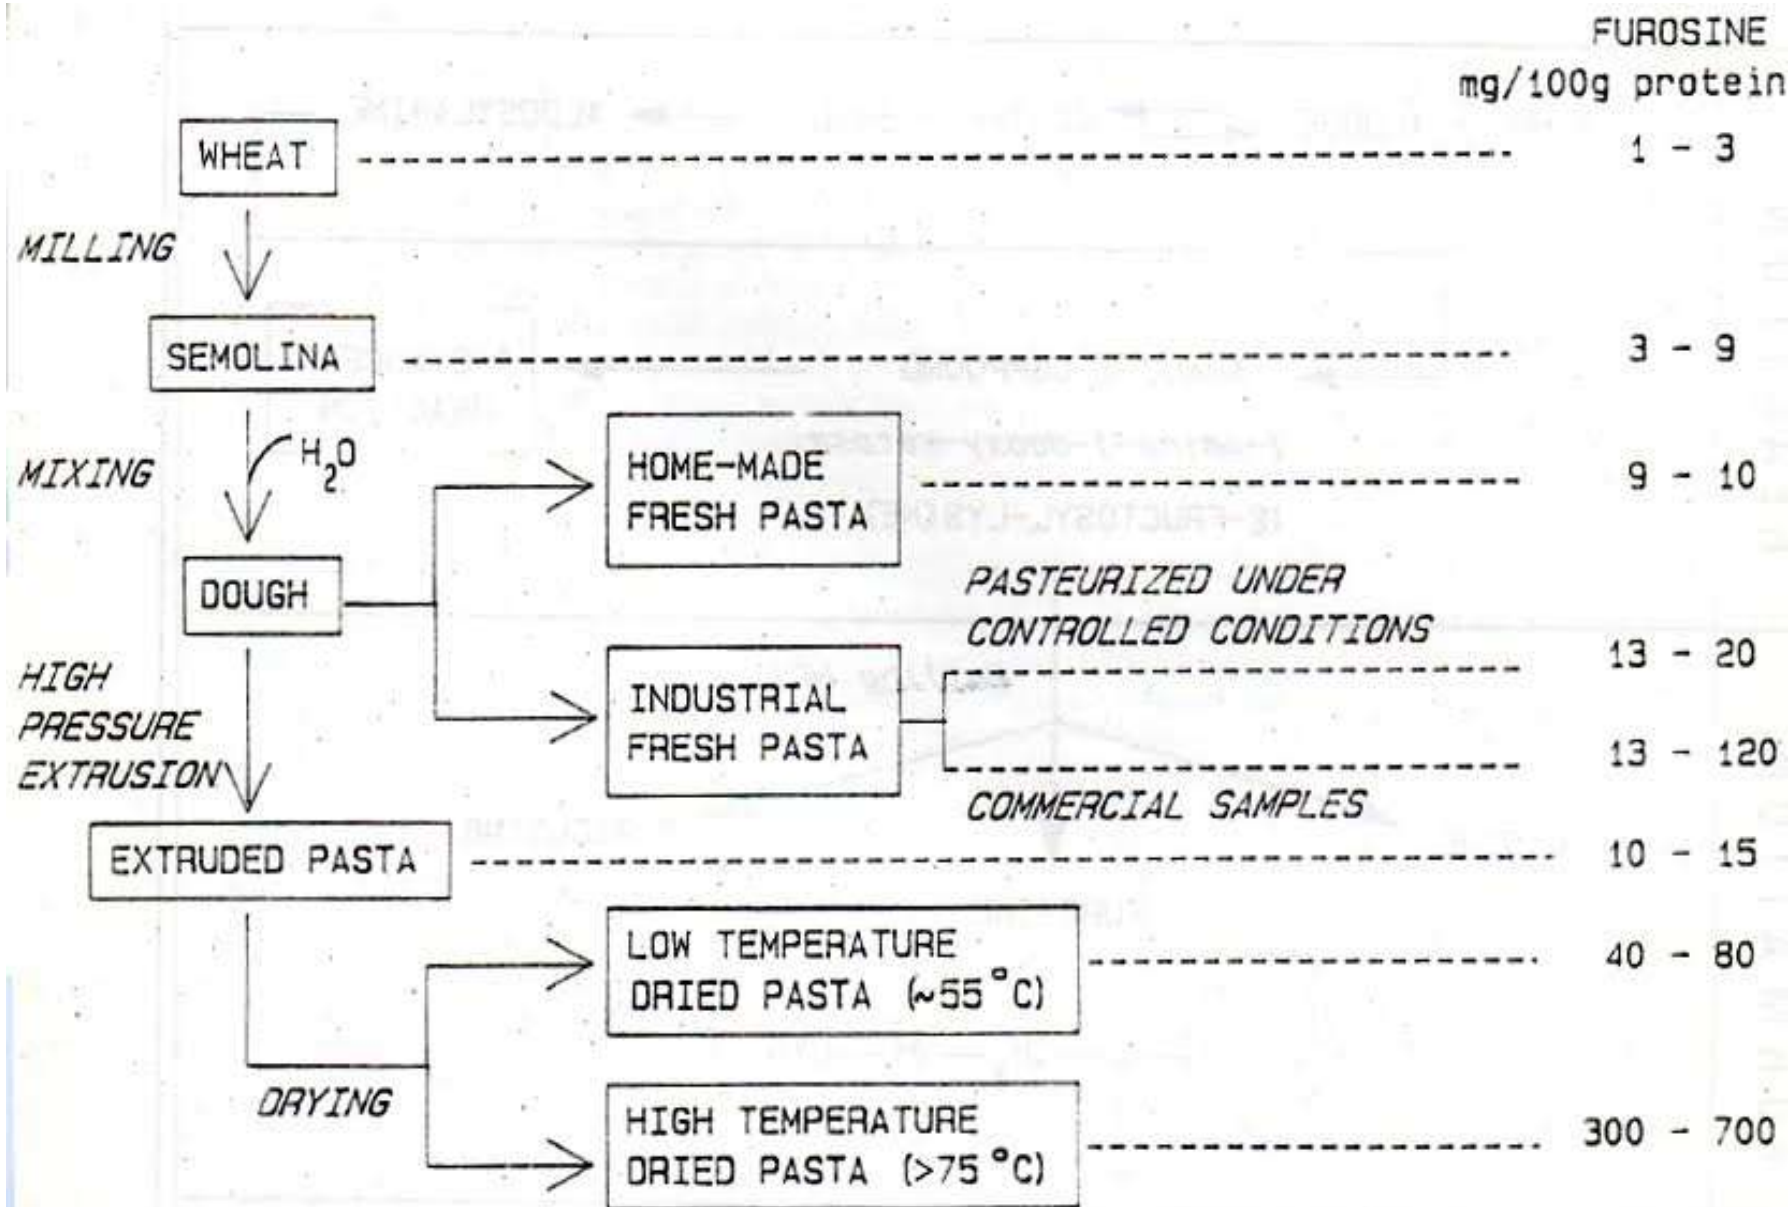 FUROSINE
mg/100g protein
WHEAT
1 - 3
MILLING
SEMOLINA
3 - 9
MIXING
H₂O
HOME-MADE
FRESH PASTA
9 - 10
DOUGH
PASTEURIZED UNDER
CONTROLLED CONDITIONS
13 - 20
HIGH
PRESSURE
EXTRUSION
INDUSTRIAL
FRESH PASTA
13 - 120
COMMERCIAL SAMPLES
EXTRUDED PASTA
10 - 15
LOW TEMPERATURE
DRIED PASTA (~55°C)
40 - 80
DRYING
HIGH TEMPERATURE
DRIED PASTA (>75°C)
300 - 700